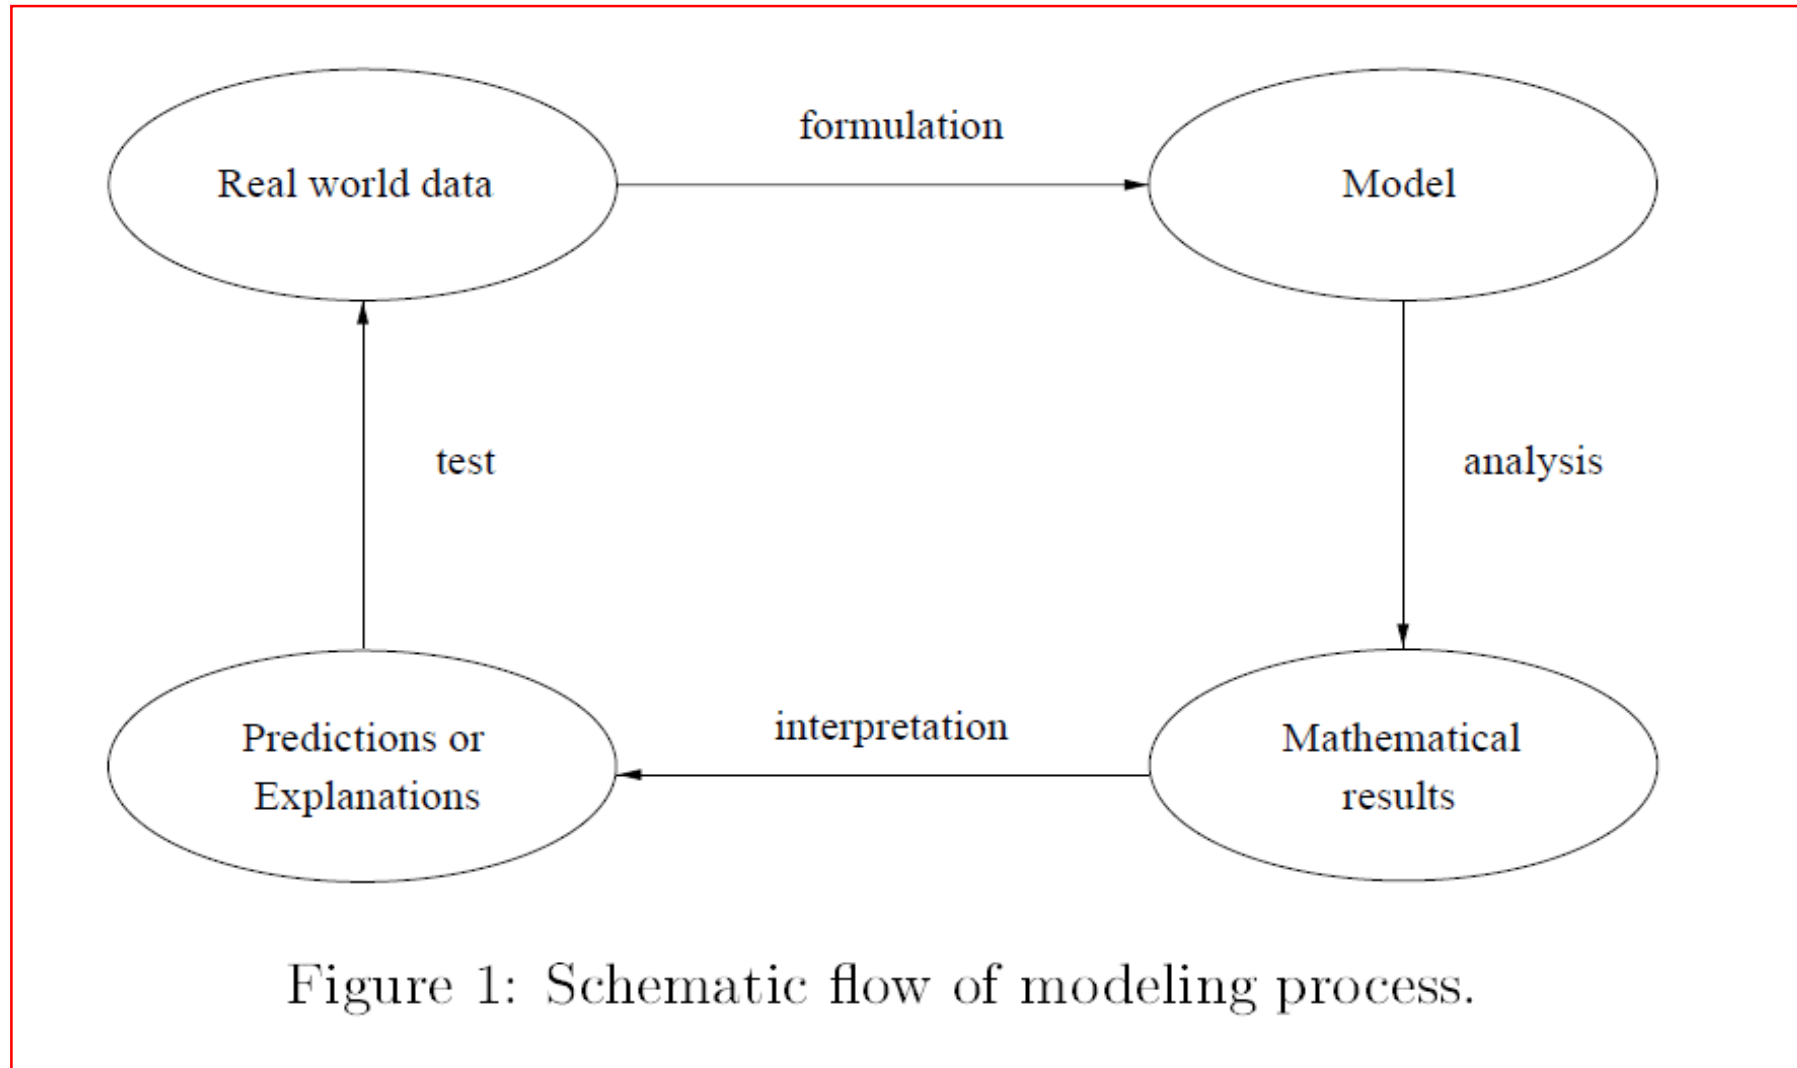 formulation
Real world data
Model
test
analysis
interpretation
Predictions or
Explanations
Mathematical
results
Figure 1: Schematic flow of modeling process.